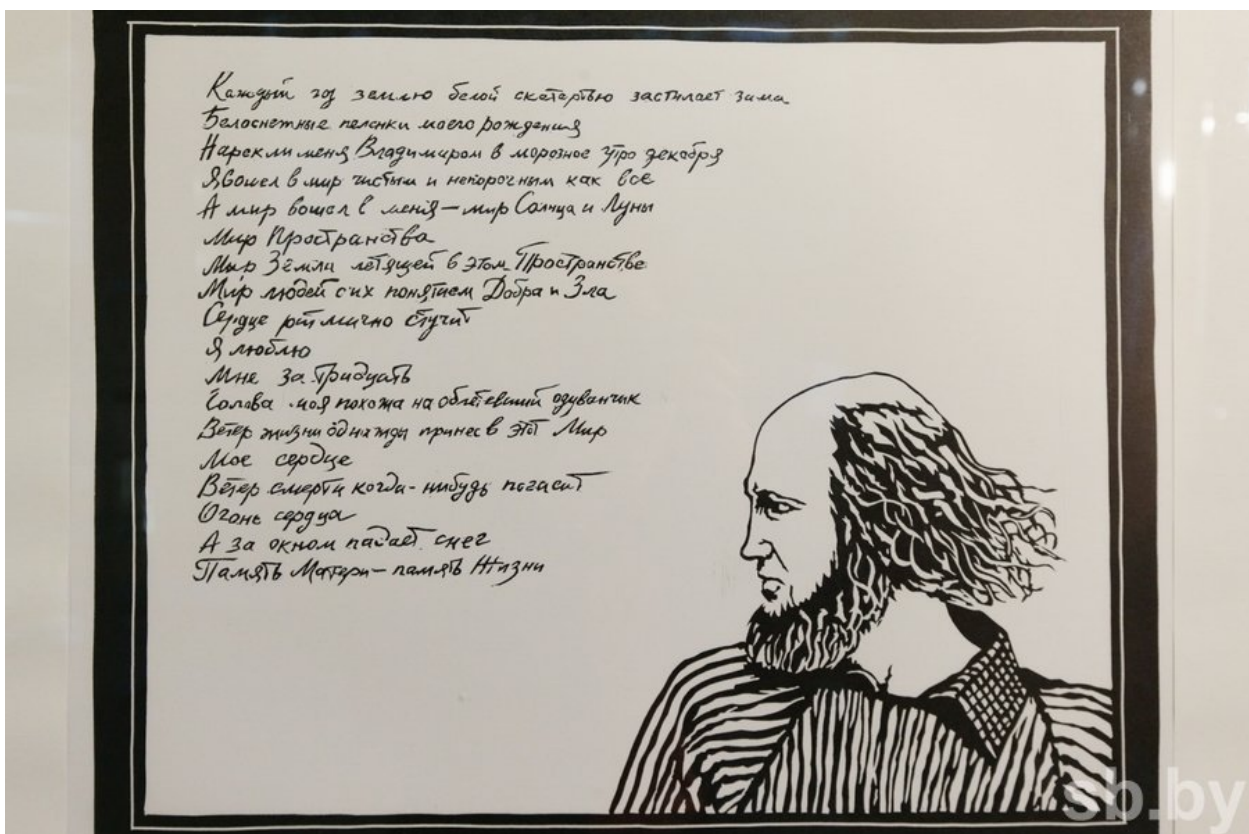 Каждый год землю белой скатертью застилает зима
Белоснежные пеленки моего рождения
Нарекли меня Владимиром в морозное утро декабря
Я вошел в мир чистым и непорочным как все
А мир вошел в меня — мир Солнца и Луны
Мир Пространства
Мир Земли летящей в этом Пространстве
Мир людей с их понятием Добра и Зла
Сердце ритмично стучит
Я люблю
Мне за тридцать
Голова моя похожа на облетевший одуванчик
Ветер жизни однажды принес в этот Мир
Мое сердце
Ветер смерти когда-нибудь погасит
Огонь сердца
А за окном падает снег
Память Матери — память Жизни
sb.by